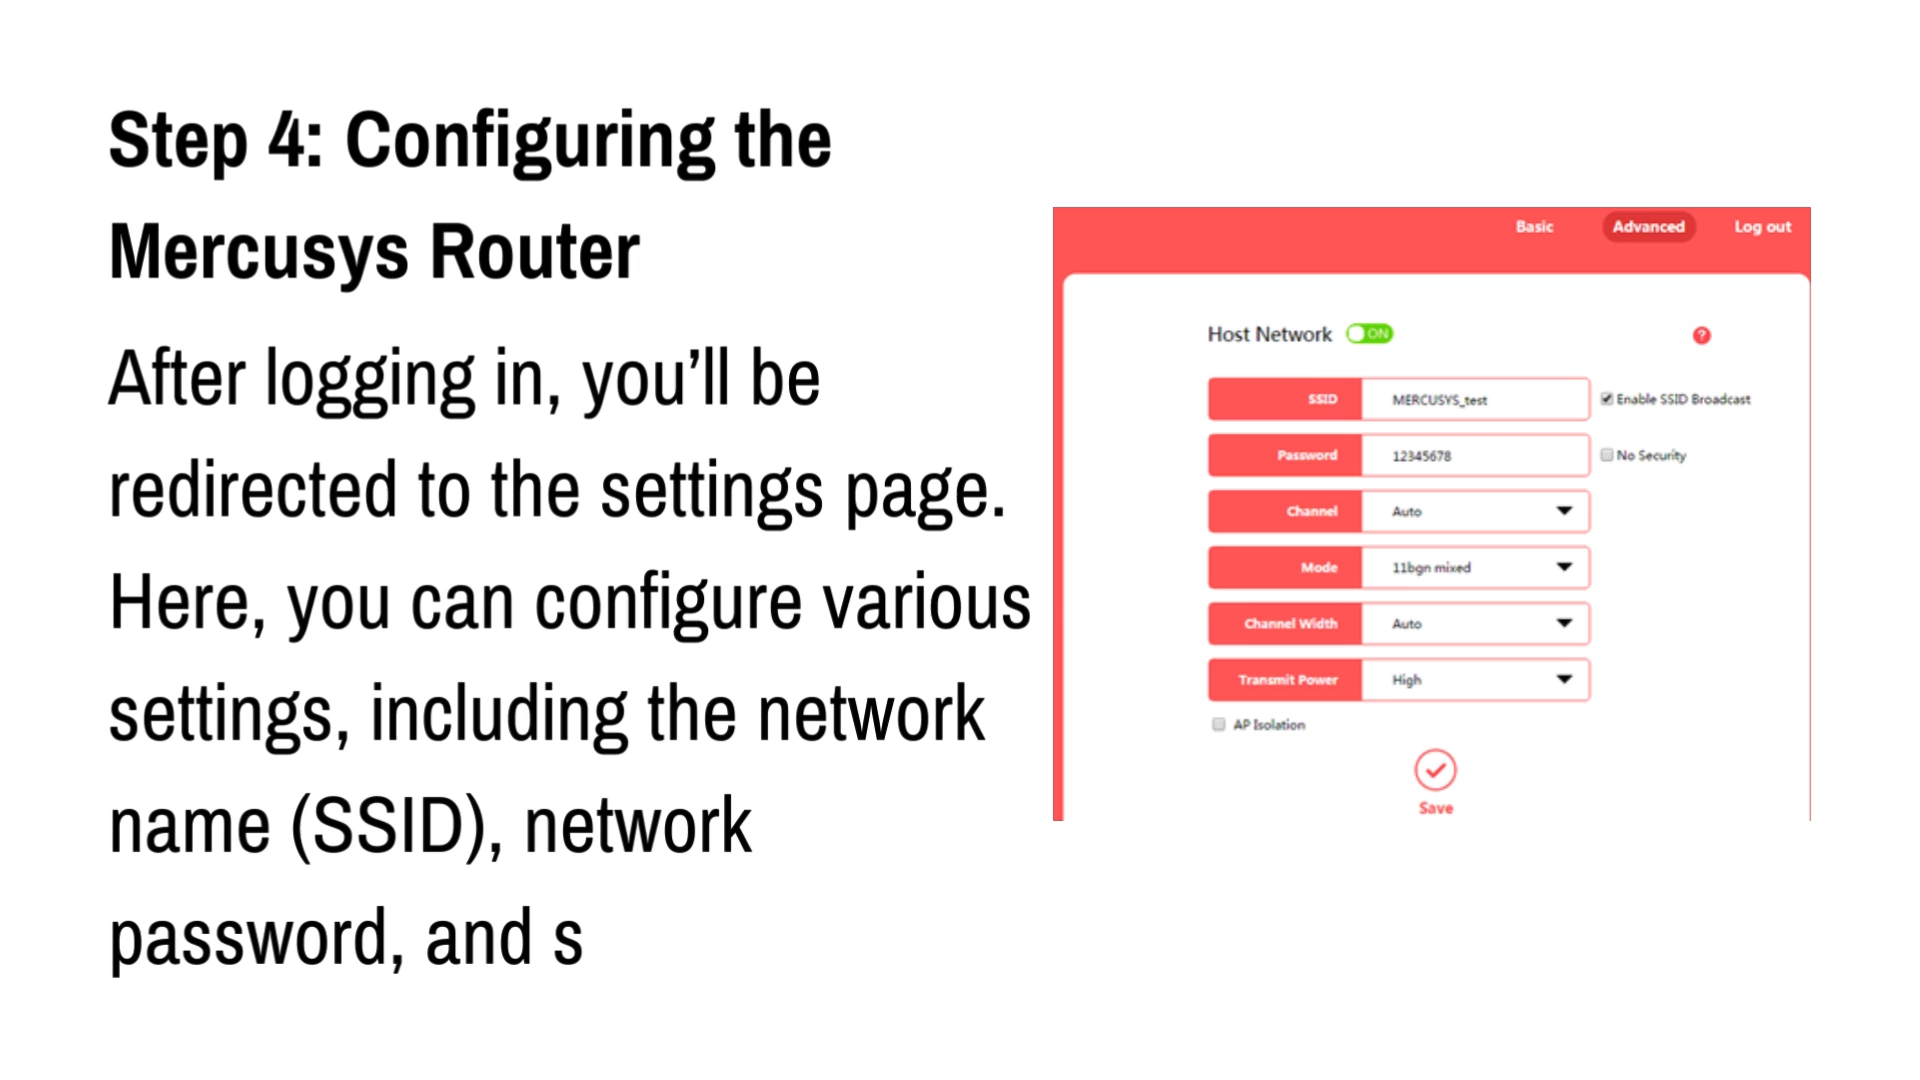 Step 4: Configuring the
Mercusys Router
After logging in, you’ll be
redirected to the settings page.
Here, you can configure various
settings, including the network
name (SSID), network
password, and s
Basic Advanced Log out
Host Network ON ?
SSID MERCUSYS_test Enable SSID Broadcast
Password 12345678 No Security
Channel Auto
Mode 11bgn mixed
Channel Width Auto
Transmit Power High
AP Isolation
Save